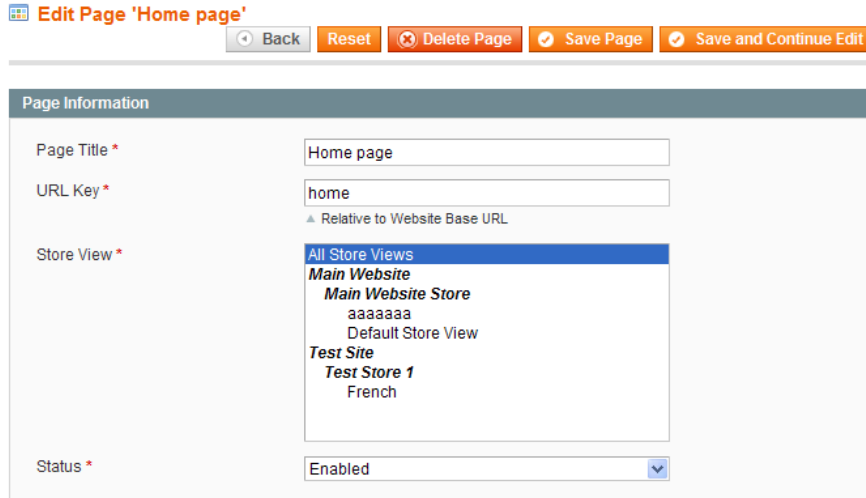 Edit Page 'Home page'
Back Reset Delete Page Save Page Save and Continue Edit
Page Information
Page Title * Home page
URL Key * home
Relative to Website Base URL
Store View * All Store Views
Main Website
Main Website Store
aaaaaaa
Default Store View
Test Site
Test Store 1
French
Status * Enabled